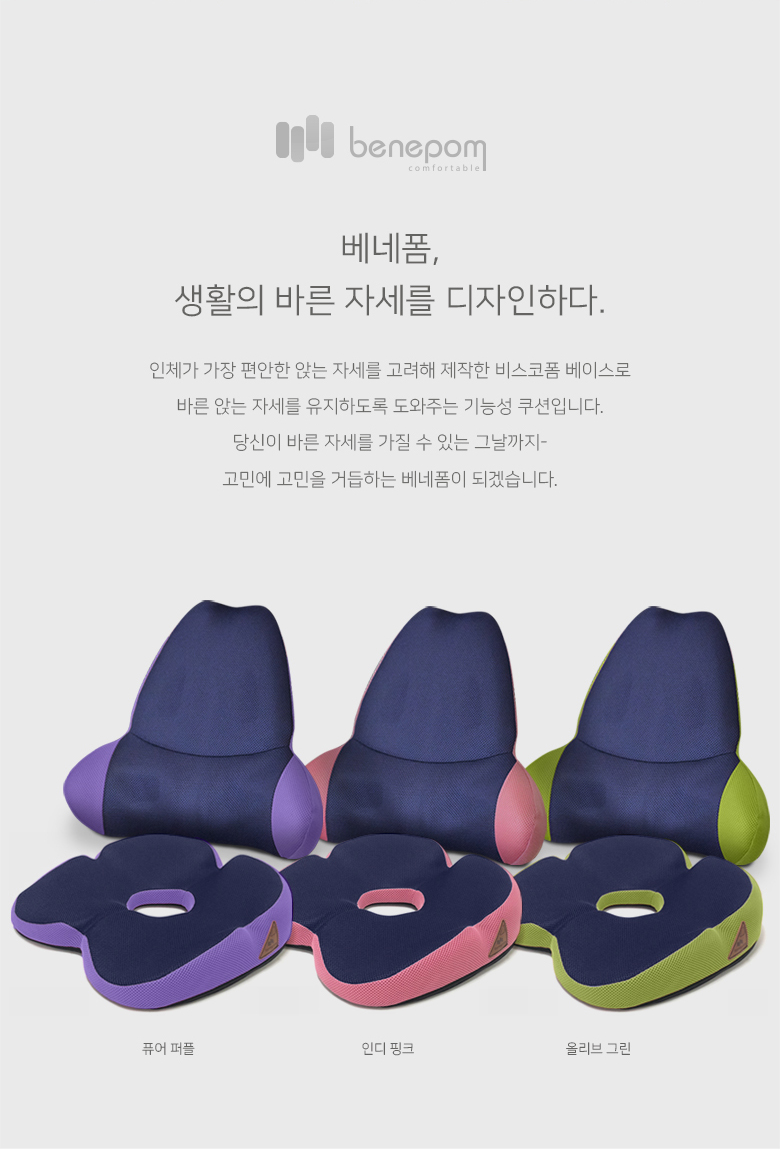 benepom
comfortable
베네폼,
생활의 바른 자세를 디자인하다.
인체가 가장 편안한 앉는 자세를 고려해 제작한 비스코폼 베이스로
바른 앉는 자세를 유지하도록 도와주는 기능성 쿠션입니다.
당신이 바른 자세를 가질 수 있는 그날까지-
고민에 고민을 거듭하는 베네폼이 되겠습니다.
퓨어 퍼플
인디 핑크
올리브 그린